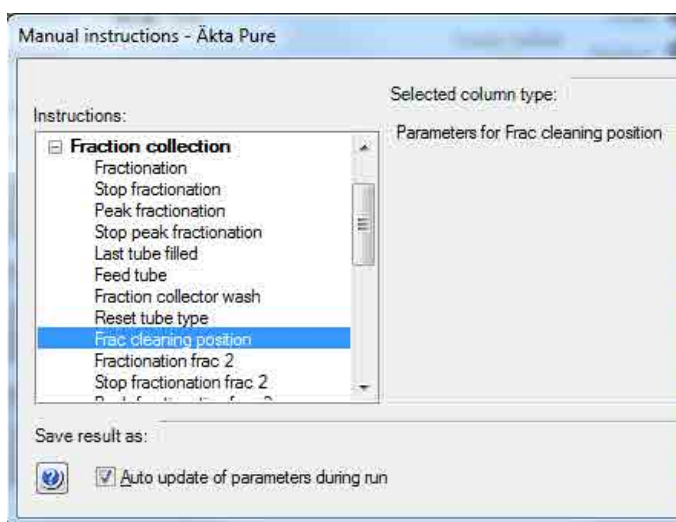 Manual instructions - Äkta Pure
Instructions:
Fraction collection
Fractionation
Stop fractionation
Peak fractionation
Stop peak fractionation
Last tube filled
Feed tube
Fraction collector wash
Reset tube type
Frac cleaning position
Fractionation frac 2
Stop fractionation frac 2
Selected column type:
Parameters for Frac cleaning position
Save result as:
Auto update of parameters during run